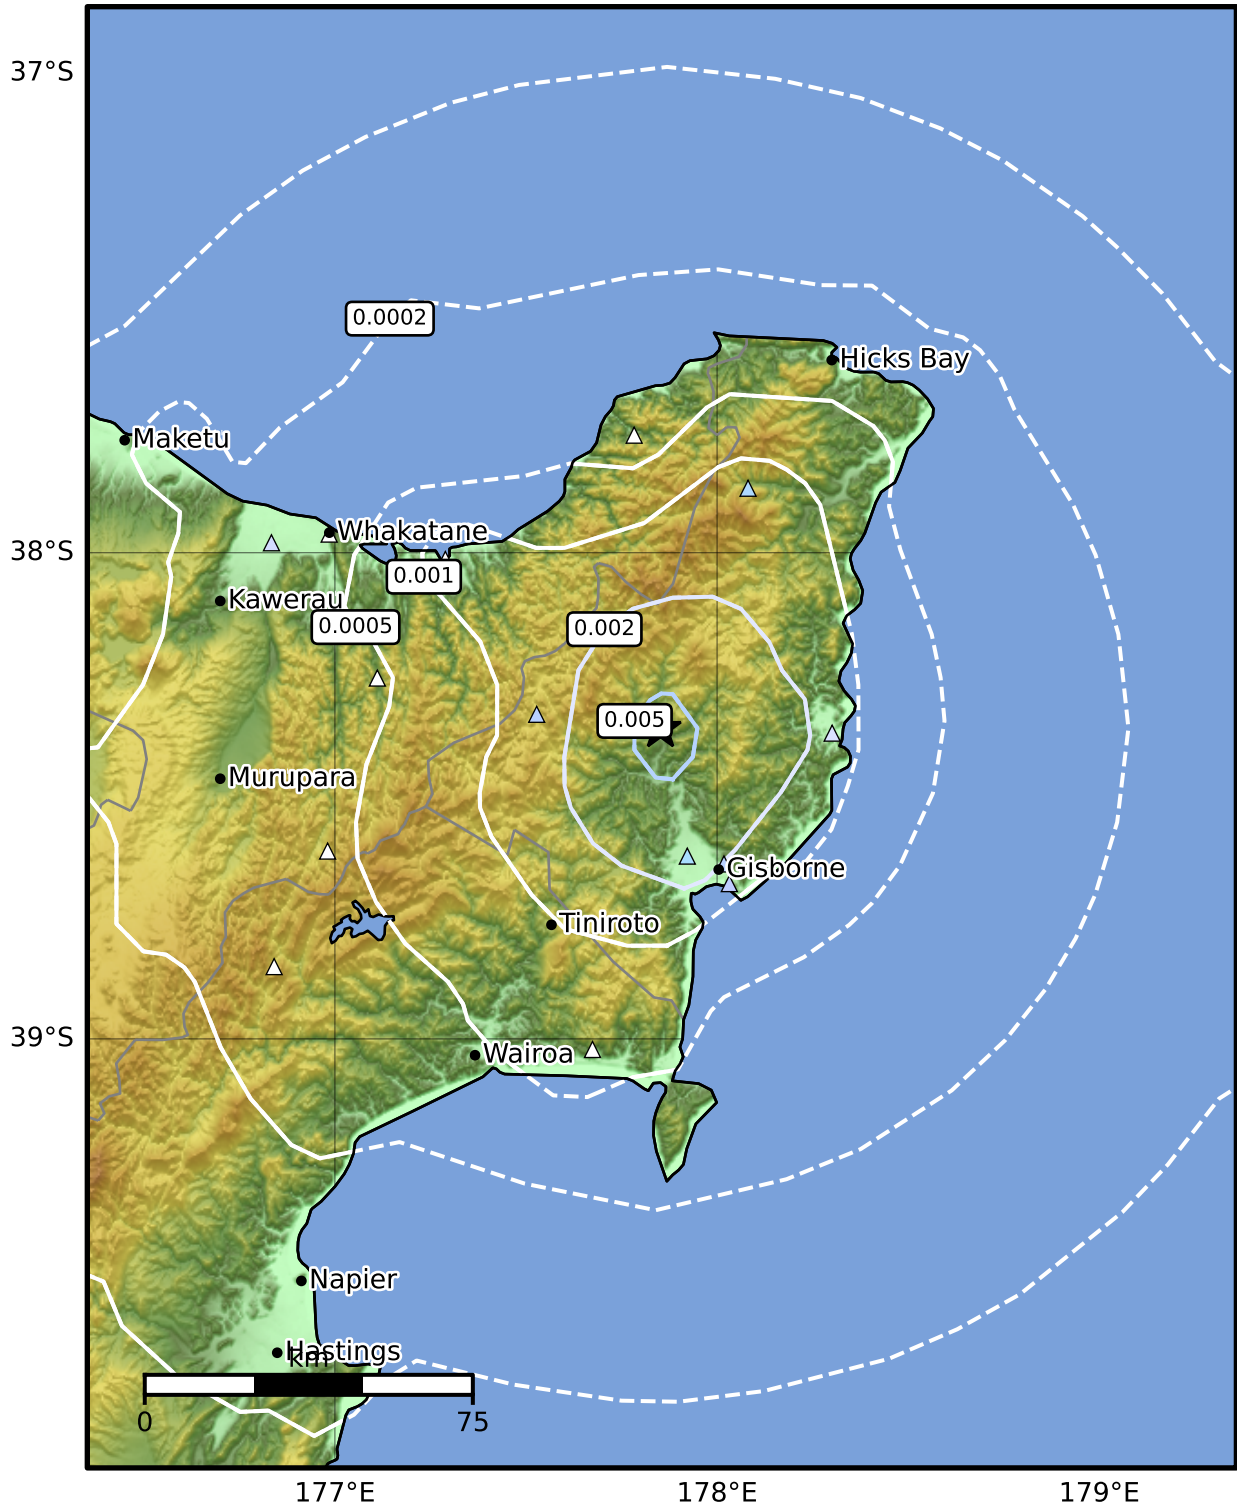 37°S
0.0002
Hicks Bay
Maketu
Whakatane
38°S
0.001
Kawerau
0.0005
0.002
0.005
Murupara
Gisborne
Tiniroto
39°S
Wairoa
Napier
Hastings
km
0 75
177°E 178°E 179°E